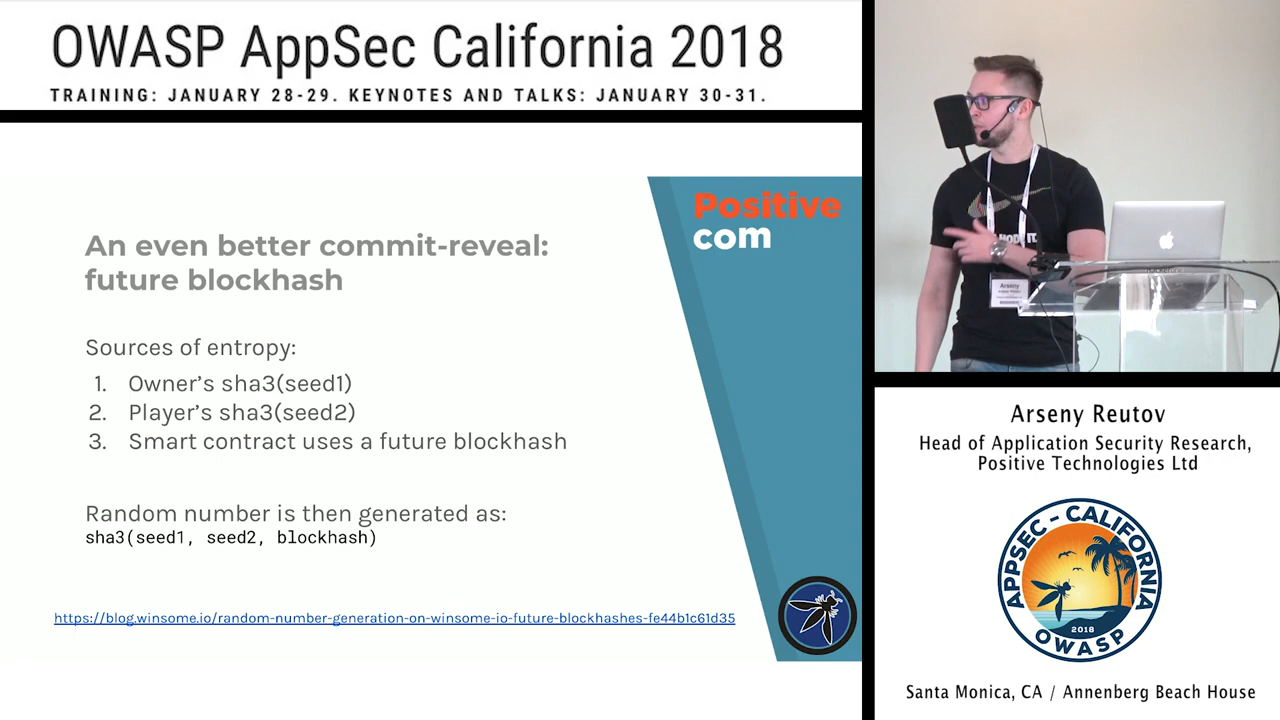 OWASP AppSec California 2018
TRAINING: JANUARY 28-29. KEYNOTES AND TALKS: JANUARY 30-31.
Positive
com
An even better commit-reveal:
future blockhash
Sources of entropy:
1. Owner’s sha3(seed1)
2. Player’s sha3(seed2)
3. Smart contract uses a future blockhash
Random number is then generated as:
sha3(seed1, seed2, blockhash)
https://blog.winsome.io/random-number-generation-on-winsome-io-future-blockhashes-fe44b1c61d35
Arseny
Arseny Reutov
Head of Application Security Research,
Positive Technologies Ltd
APPSEC - CALIFORNIA
2018
OWASP
Santa Monica, CA / Annenberg Beach House